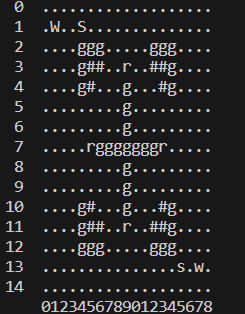 0 ...................
1 .W..S..............
2 ....ggg.....ggg....
3 ....g##..r..##g....
4 ....g#...g...#g....
5 .........g.........
6 .........g.........
7 .....rgggggggr.....
8 .........g.........
9 .........g.........
10 ....g#...g...#g....
11 ....g##..r..##g....
12 ....ggg.....ggg....
13 ...............s.W.
14 ...................
0123456789012345678